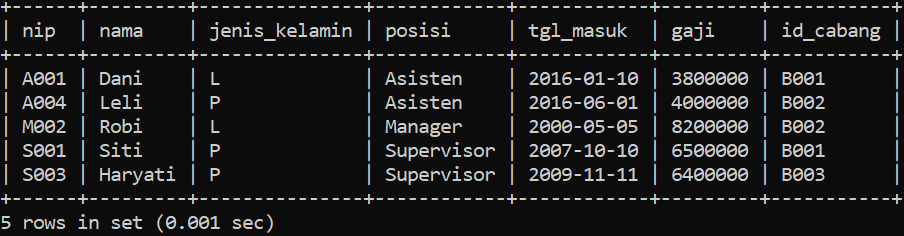 +------+---------+---------------+------------+------------+---------+-----------+
| nip  | nama    | jenis_kelamin | posisi     | tgl_masuk  | gaji    | id_cabang |
+------+---------+---------------+------------+------------+---------+-----------+
| A001 | Dani    | L             | Asisten    | 2016-01-10 | 3800000 | B001      |
| A004 | Leli    | P             | Asisten    | 2016-06-01 | 4000000 | B002      |
| M002 | Robi    | L             | Manager    | 2000-05-05 | 8200000 | B002      |
| S001 | Siti    | P             | Supervisor | 2007-10-10 | 6500000 | B001      |
| S003 | Haryati | P             | Supervisor | 2009-11-11 | 6400000 | B003      |
+------+---------+---------------+------------+------------+---------+-----------+
5 rows in set (0.001 sec)